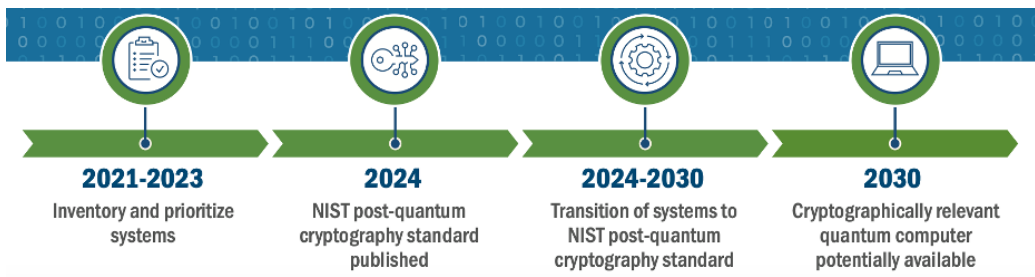 2021-2023
Inventory and prioritize
systems
2024
NIST post-quantum
cryptography standard
published
2024-2030
Transition of systems to
NIST post-quantum
cryptography standard
2030
Cryptographically relevant
quantum computer
potentially available